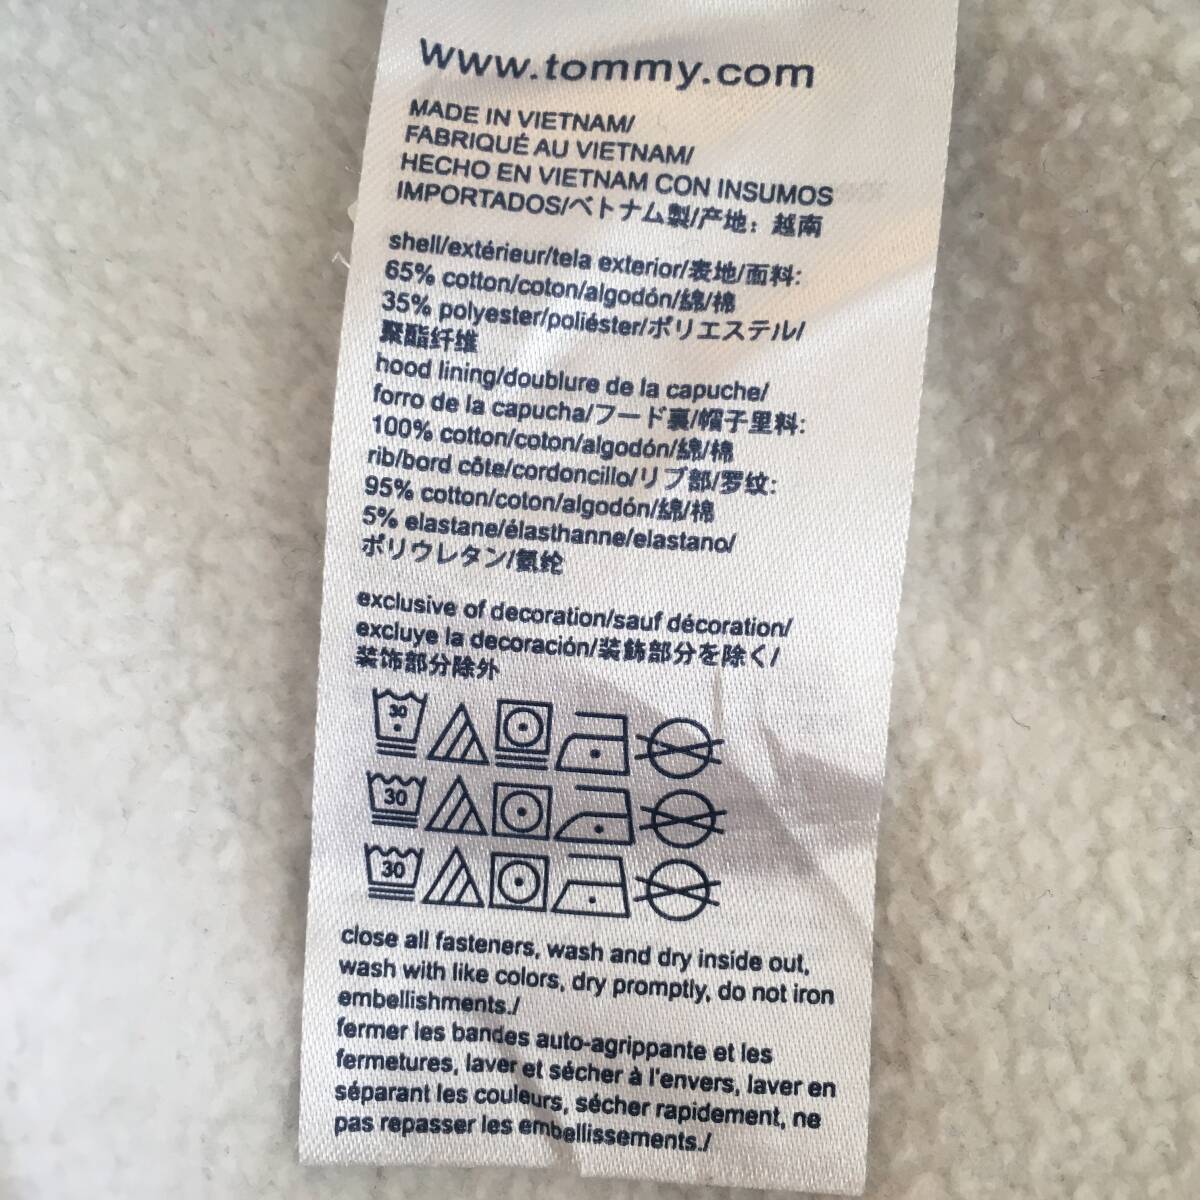 www.tommy.com
MADE IN VIETNAM/
FABRIQUÉ AU VIETNAM/
HECHO EN VIETNAM CON INSUMOS
IMPORTADOS/ベトナム製/产地：越南
shell/extérieur/tela exterior/表地/面料:
65% cotton/coton/algodón/綿/棉
35% polyester/poliéster/ポリエステル/
聚酯纤维
hood lining/doublure de la capuche/
forro de la capucha/フード裏/帽子里料:
100% cotton/coton/algodón/綿/棉
rib/bord côte/cordoncillo/リブ部/罗纹:
95% cotton/coton/algodón/綿/棉
5% elastane/élasthanne/elastano/
ポリウレタン/氨纶
exclusive of decoration/sauf décoration/
excluye la decoración/装飾部分を除く/
装饰部分除外
30
30
30
close all fasteners, wash and dry inside out,
wash with like colors, dry promptly, do not iron
embellishments./
fermer les bandes auto-agrippante et les
fermetures, laver et sécher à l'envers, laver en
séparant les couleurs, sécher rapidement, ne
pas repasser les embellissements./